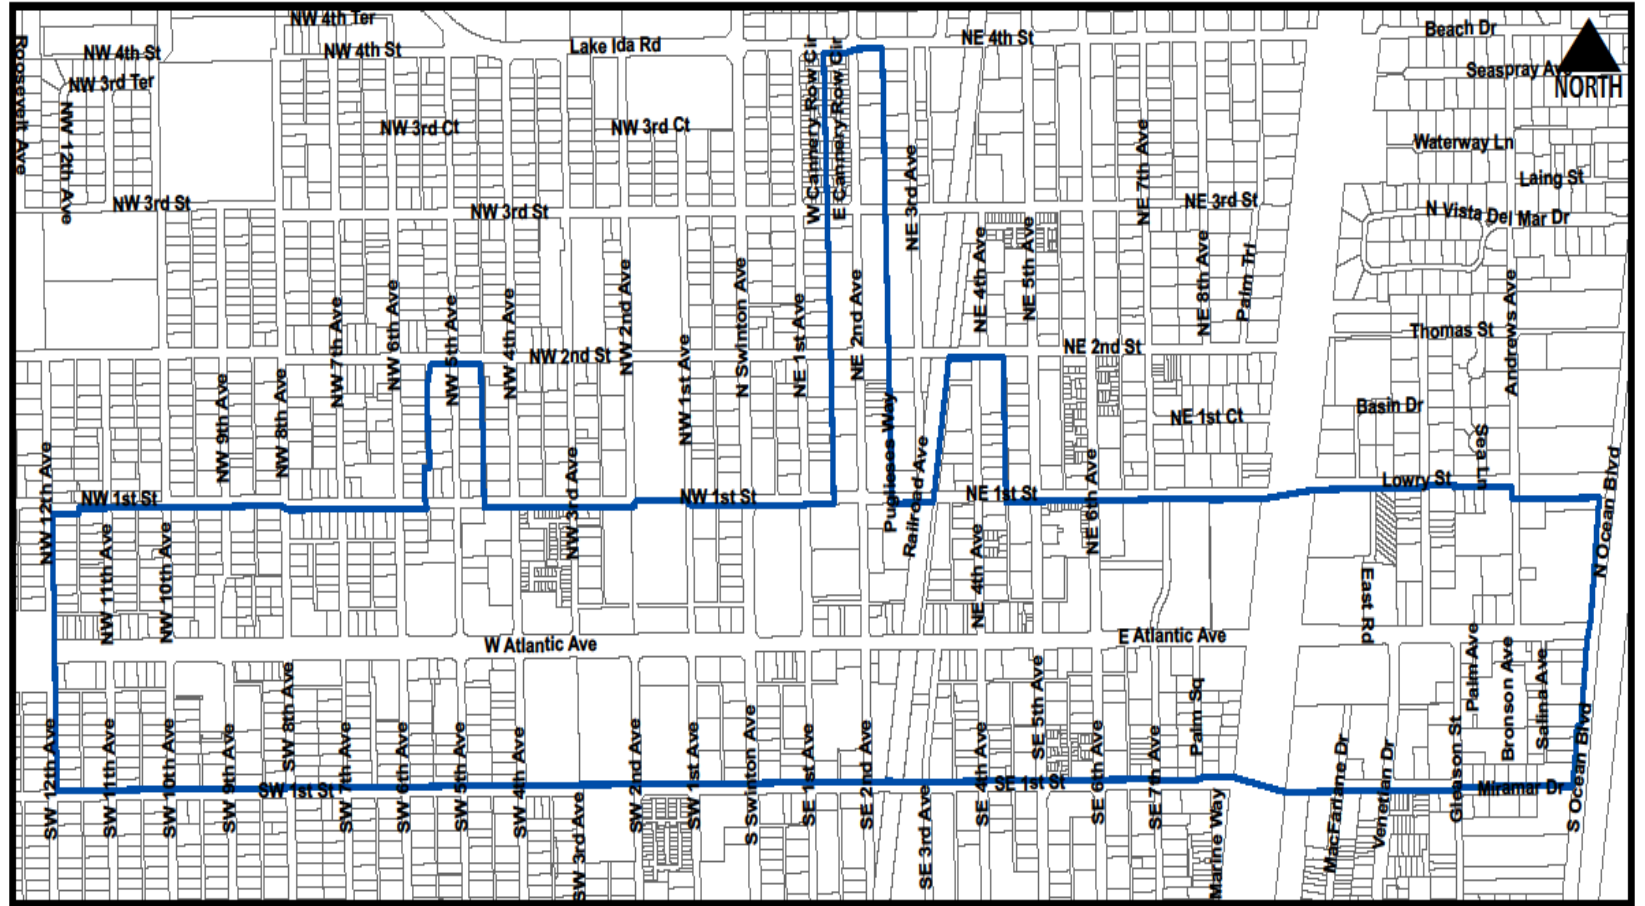 NW 4th Ter
Beach Dr
NE 4th St
Lake Ida Rd
NW 4th St
NW 4th St
Roosevelt Ave
W Cannery Row Cir
E Cannery Row Cir
Seaspray Ave
NORTH
NW 3rd Ter
NW 12th Ave
NW 3rd Ct
NW 3rd Ct
Waterway Ln
NE 3rd Ave
NE 7th Ave
Laing St
NW 3rd St
NW 3rd St
NE 3rd St
N Vista Del Mar Dr
NE 4th Ave
NE 5th Ave
NE 8th Ave
Palm Trl
NW 7th Ave
NW 6th Ave
NW 5th Ave
NW 4th Ave
NW 2nd Ave
N Swinton Ave
NE 1st Ave
NE 2nd Ave
Andrews Ave
Thomas St
NW 2nd St
NE 2nd St
NW 1st Ave
NW 9th Ave
NW 8th Ave
Basin Dr
NE 1st Ct
Pugliese's Way
Railroad Ave
Sea Ln
NW 12th Ave
NW 3rd Ave
NE 6th Ave
Lowry St
N Ocean Blvd
NW 1st St
NW 1st St
NE 1st St
NW 11th Ave
NW 10th Ave
NE 4th Ave
East Rd
W Atlantic Ave
E Atlantic Ave
Palm Ave
Bronson Ave
Salina Ave
SW 8th Ave
SE 5th Ave
Palm Sq
SW 12th Ave
SW 11th Ave
SW 10th Ave
SW 9th Ave
SW 7th Ave
SW 6th Ave
SW 5th Ave
SW 4th Ave
SW 2nd Ave
SW 1st Ave
S Swinton Ave
SE 1st Ave
SE 2nd Ave
SE 4th Ave
SE 6th Ave
SE 7th Ave
MacFarlane Dr
Venetian Dr
Gleason St
S Ocean Blvd
SW 1st St
SE 1st St
Miramar Dr
SW 3rd Ave
SE 3rd Ave
Marine Way